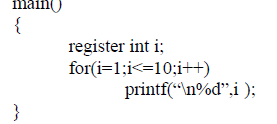 main()
{
register int i;
for(i=1;i<=10;i++)
printf(“\n%d”,i );
}